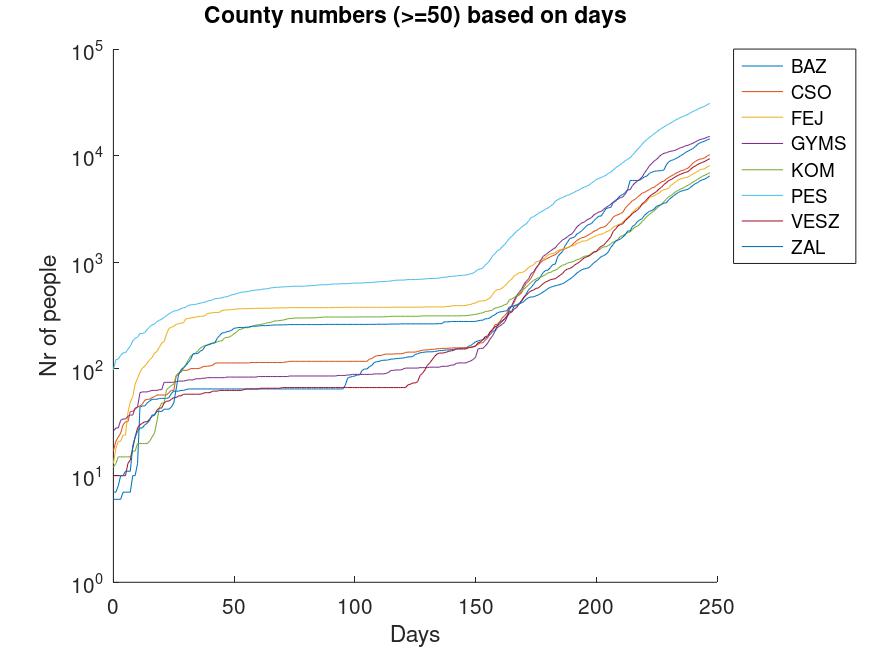 County numbers (>=50) based on days
10^5
10^4
10^3
10^2
10^1
10^0
Nr of people
0 50 100 150 200 250
Days
BAZ
CSO
FEJ
GYMS
KOM
PES
VESZ
ZAL